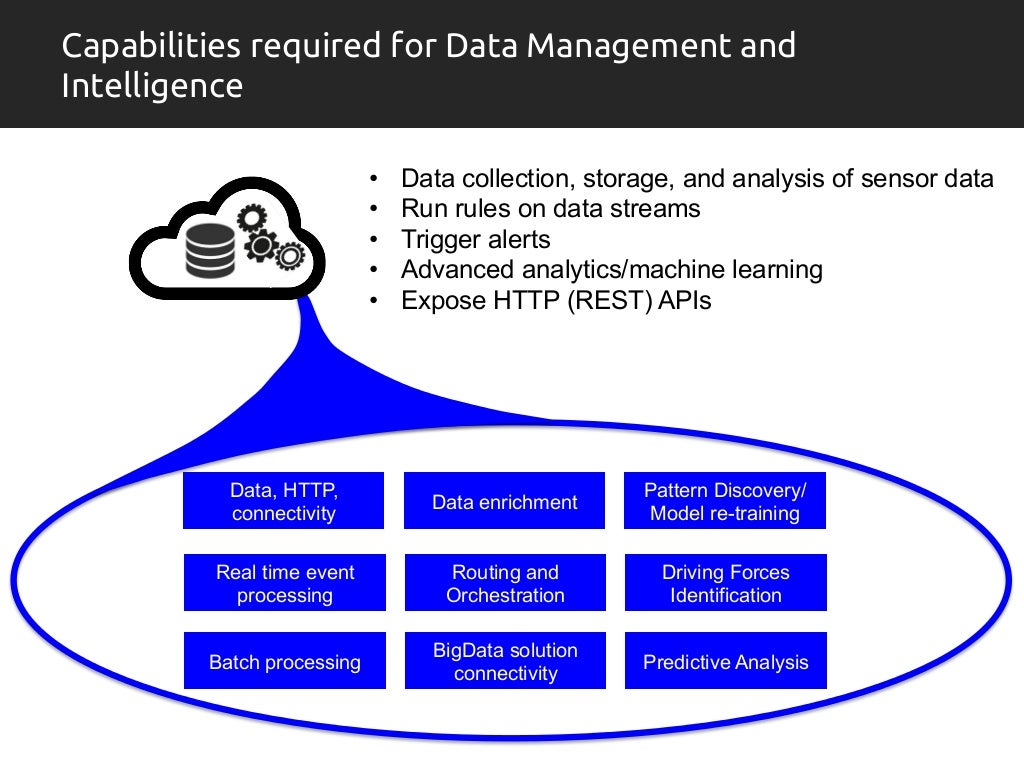 Capabilities required for Data Management and
Intelligence
• Data collection, storage, and analysis of sensor data
• Run rules on data streams
• Trigger alerts
• Advanced analytics/machine learning
• Expose HTTP (REST) APIs
Data, HTTP,
connectivity
Data enrichment
Pattern Discovery/
Model re-training
Real time event
processing
Routing and
Orchestration
Driving Forces
Identification
Batch processing
BigData solution
connectivity
Predictive Analysis